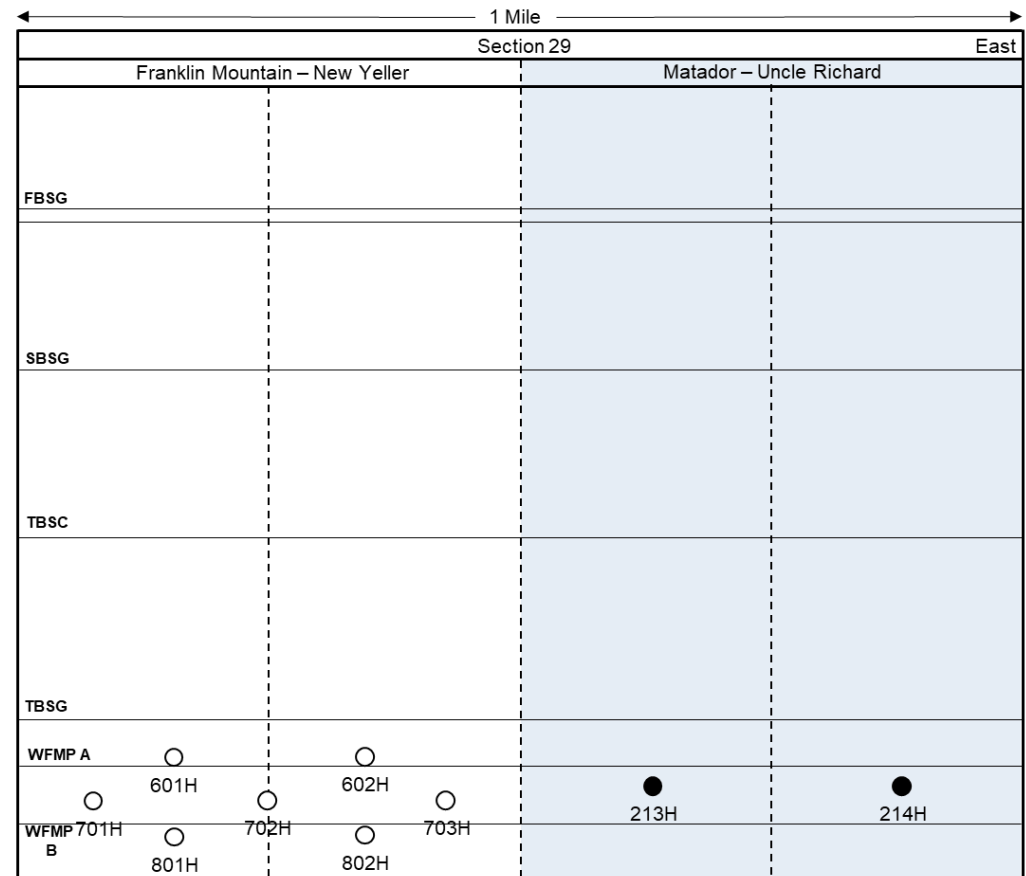 1 Mile
Section 29 East
Franklin Mountain – New Yeller Matador – Uncle Richard
FBSG
SBSG
TBSC
TBSG
WFMP A
601H 602H
213H 214H
WFMP 701H 702H 703H
B
801H 802H